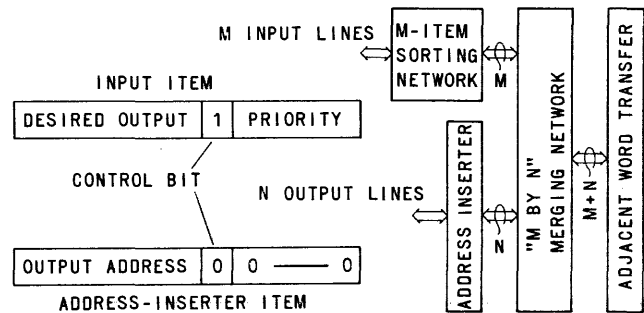 M INPUT LINES
M-ITEM
SORTING
NETWORK
M
INPUT ITEM
DESIRED OUTPUT 1 PRIORITY
CONTROL BIT
N OUTPUT LINES
ADDRESS INSERTER
N
"M BY N"
MERGING NETWORK
M+N
ADJACENT WORD TRANSFER
OUTPUT ADDRESS 0 0 — 0
ADDRESS-INSERTER ITEM